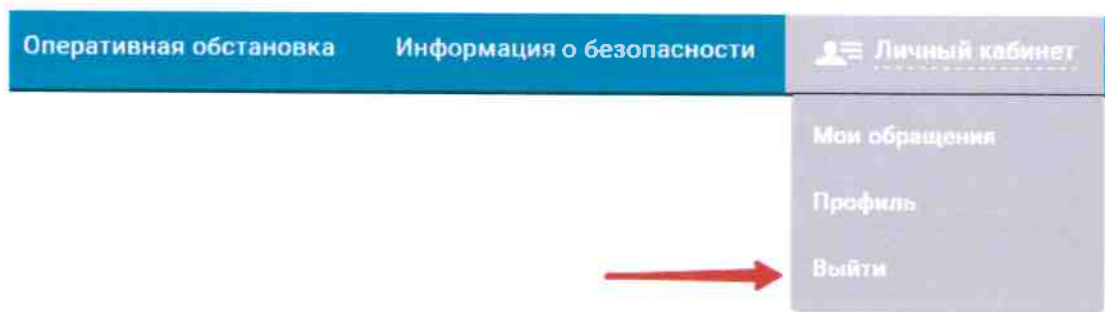 Оперативная обстановка
Информация о безопасности
Личный кабинет
Мои обращения
Профиль
Выйти